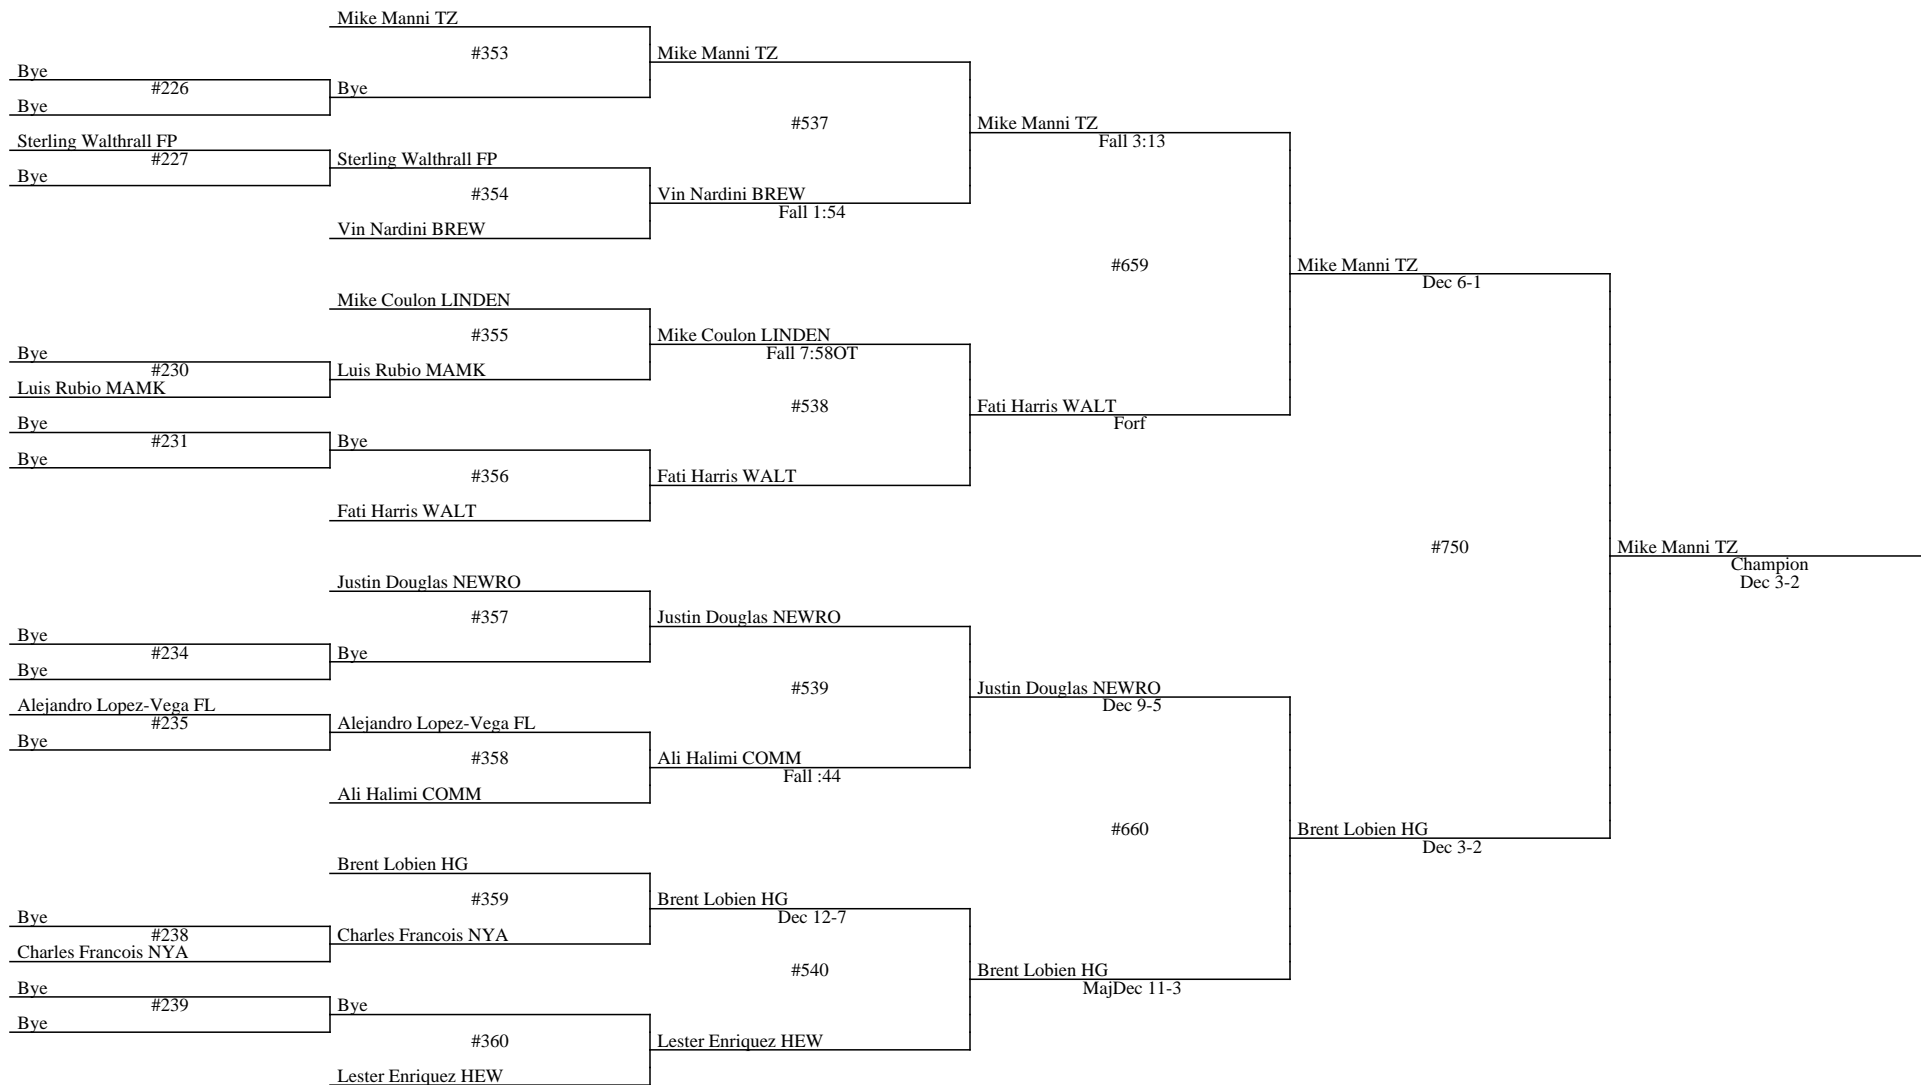 Mike Manni TZ
#353
Mike Manni TZ
Bye
#226
Bye
Bye
#537
Mike Manni TZ
Fall 3:13
Sterling Walthrall FP
#227
Sterling Walthrall FP
Bye
#354
Vin Nardini BREW
Fall 1:54
Vin Nardini BREW
#659
Mike Manni TZ
Dec 6-1
Mike Coulon LINDEN
#355
Mike Coulon LINDEN
Fall 7:58OT
Bye
#230
Luis Rubio MAMK
Luis Rubio MAMK
#538
Fati Harris WALT
Forf
Bye
#231
Bye
Bye
#356
Fati Harris WALT
Fati Harris WALT
#750
Mike Manni TZ
Champion
Dec 3-2
Justin Douglas NEWRO
#357
Justin Douglas NEWRO
Bye
#234
Bye
Bye
#539
Justin Douglas NEWRO
Dec 9-5
Alejandro Lopez-Vega FL
#235
Alejandro Lopez-Vega FL
Bye
#358
Ali Halimi COMM
Fall :44
Ali Halimi COMM
#660
Brent Lobien HG
Dec 3-2
Brent Lobien HG
#359
Brent Lobien HG
Dec 12-7
Bye
#238
Charles Francois NYA
Charles Francois NYA
#540
Brent Lobien HG
MajDec 11-3
Bye
#239
Bye
Bye
#360
Lester Enriquez HEW
Lester Enriquez HEW